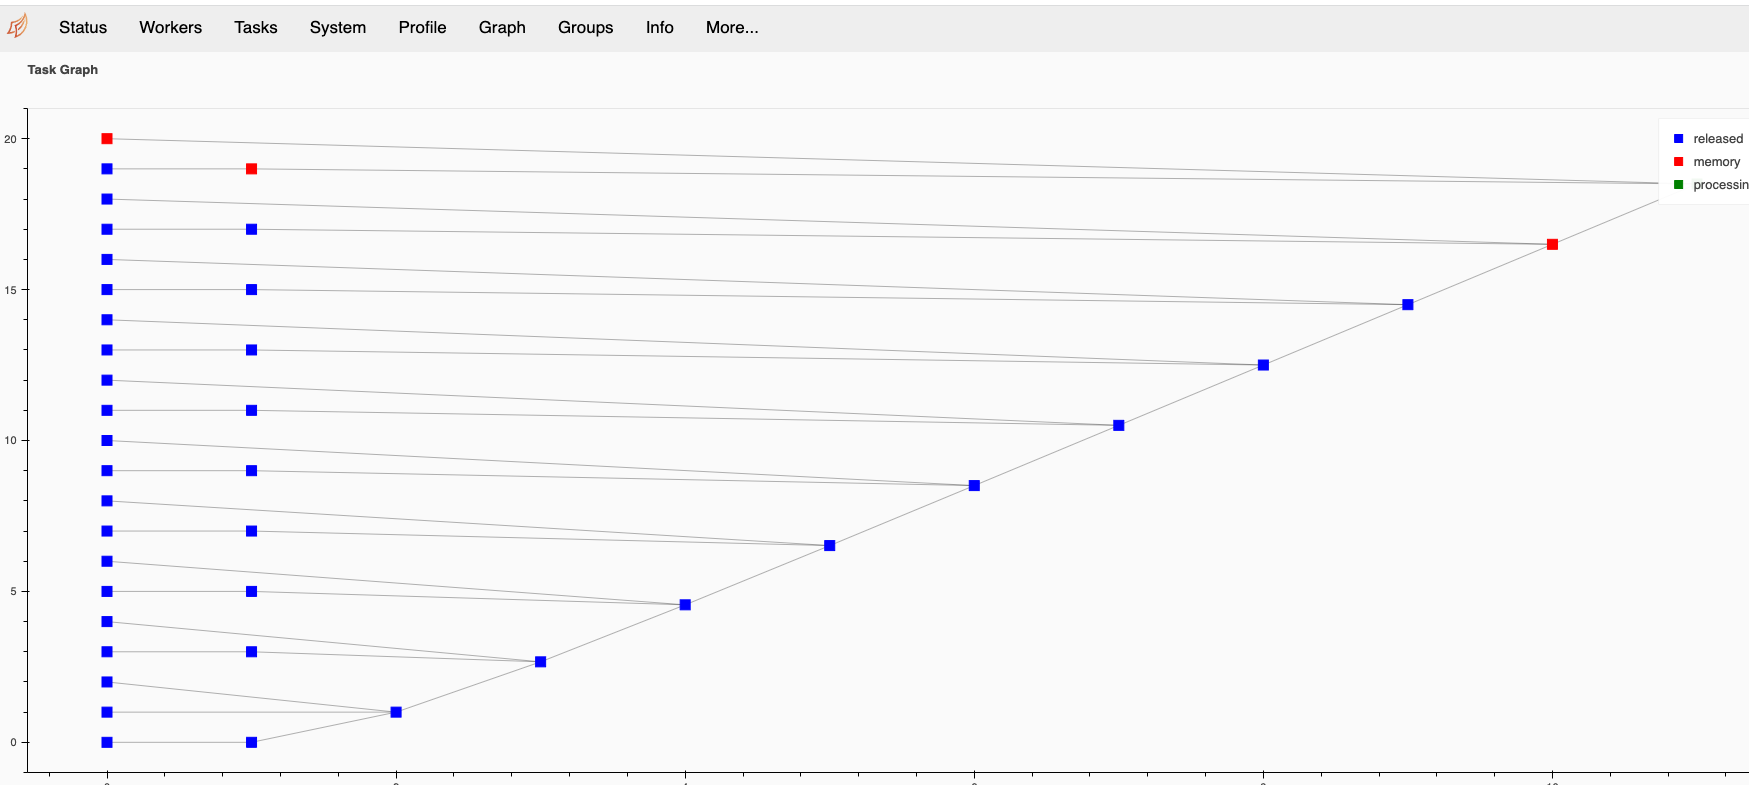 Status Workers Tasks System Profile Graph Groups Info More...
Task Graph
20
released
memory
processin
15
10
5
0